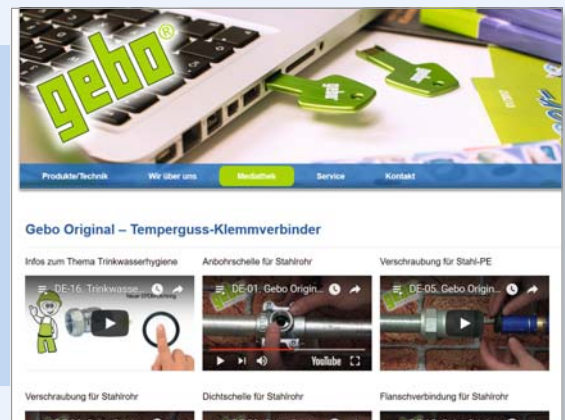 gebo®
gebo
Produkte/Technik Wir über uns Mediathek Service Kontakt
Gebo Original – Temperguss-Klemmverbinder
Infos zum Thema Trinkwasserhygiene Anbohrschelle für Stahlrohr Verschraubung für Stahl-PE
DE-16. Trinkwasse... DE-01. Gebo Origin... DE-05. Gebo Origin...
YouTube
Verschraubung für Stahlrohr Dichtschelle für Stahlrohr Flanschverbindung für Stahlrohr